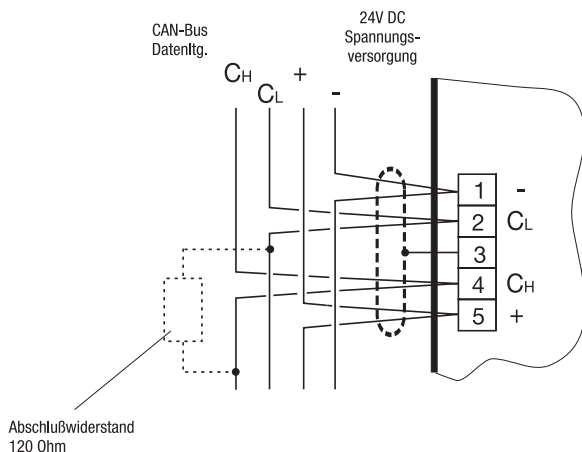 CAN-Bus
Datenltg.
24V DC
Spannungs-
versorgung
CH
CL
+
-
1 -
2 CL
3
4 CH
5 +
Abschlußwiderstand
120 Ohm